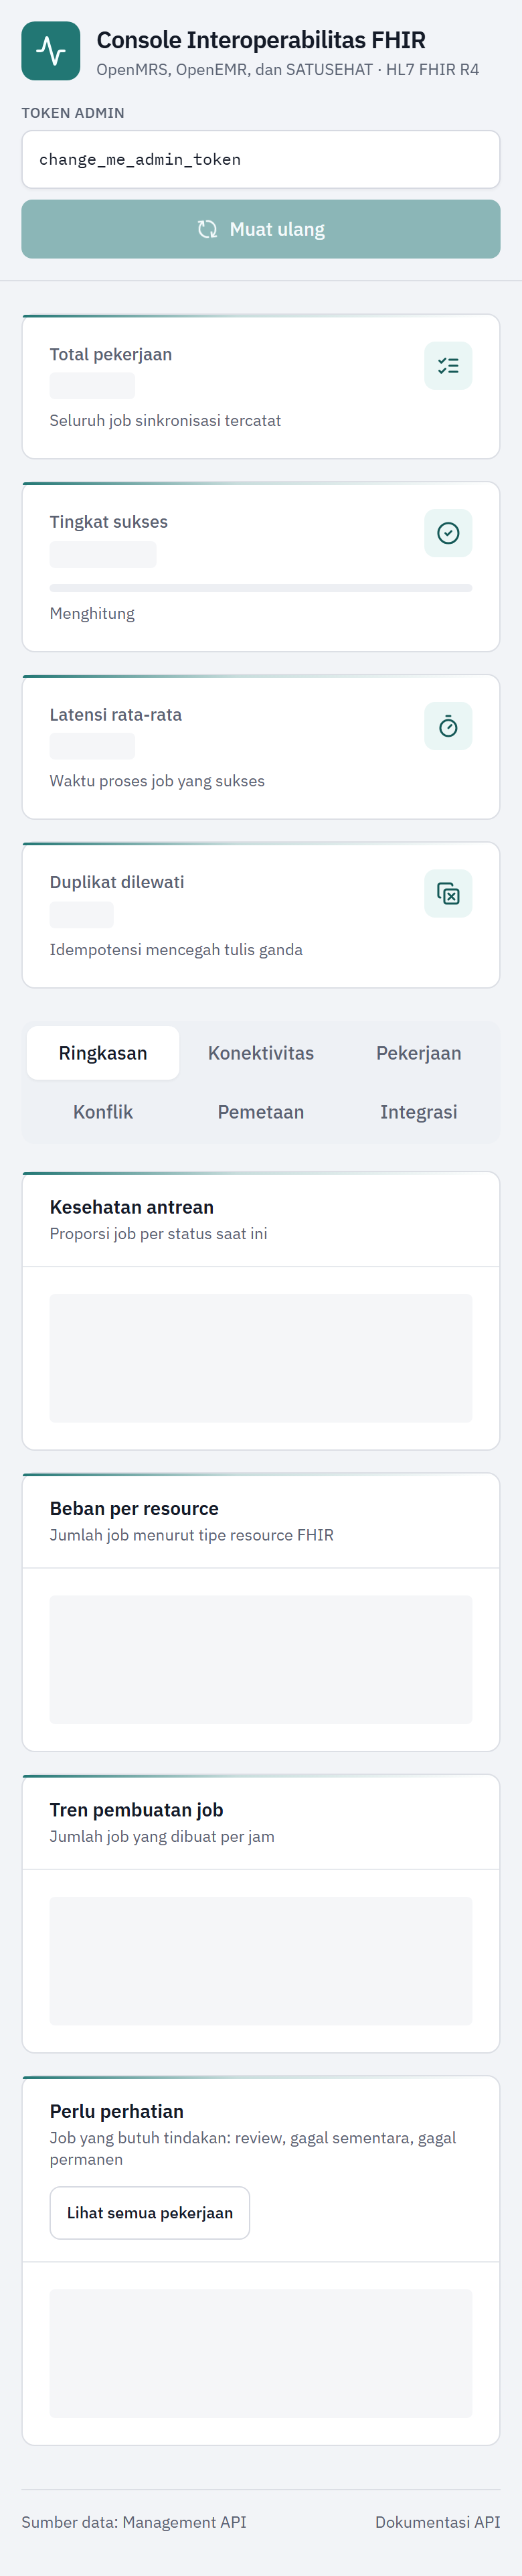 Console Interoperabilitas FHIR
OpenMRS, OpenEMR, dan SATUSEHAT · HL7 FHIR R4
TOKEN ADMIN
change_me_admin_token
Muat ulang
Total pekerjaan
Seluruh job sinkronisasi tercatat
Tingkat sukses
Menghitung
Latensi rata-rata
Waktu proses job yang sukses
Duplikat dilewati
Idempotensi mencegah tulis ganda
Ringkasan Konektivitas Pekerjaan
Konflik Pemetaan Integrasi
Kesehatan antrean
Proporsi job per status saat ini
Beban per resource
Jumlah job menurut tipe resource FHIR
Tren pembuatan job
Jumlah job yang dibuat per jam
Perlu perhatian
Job yang butuh tindakan: review, gagal sementara, gagal
permanen
Lihat semua pekerjaan
Sumber data: Management API Dokumentasi API